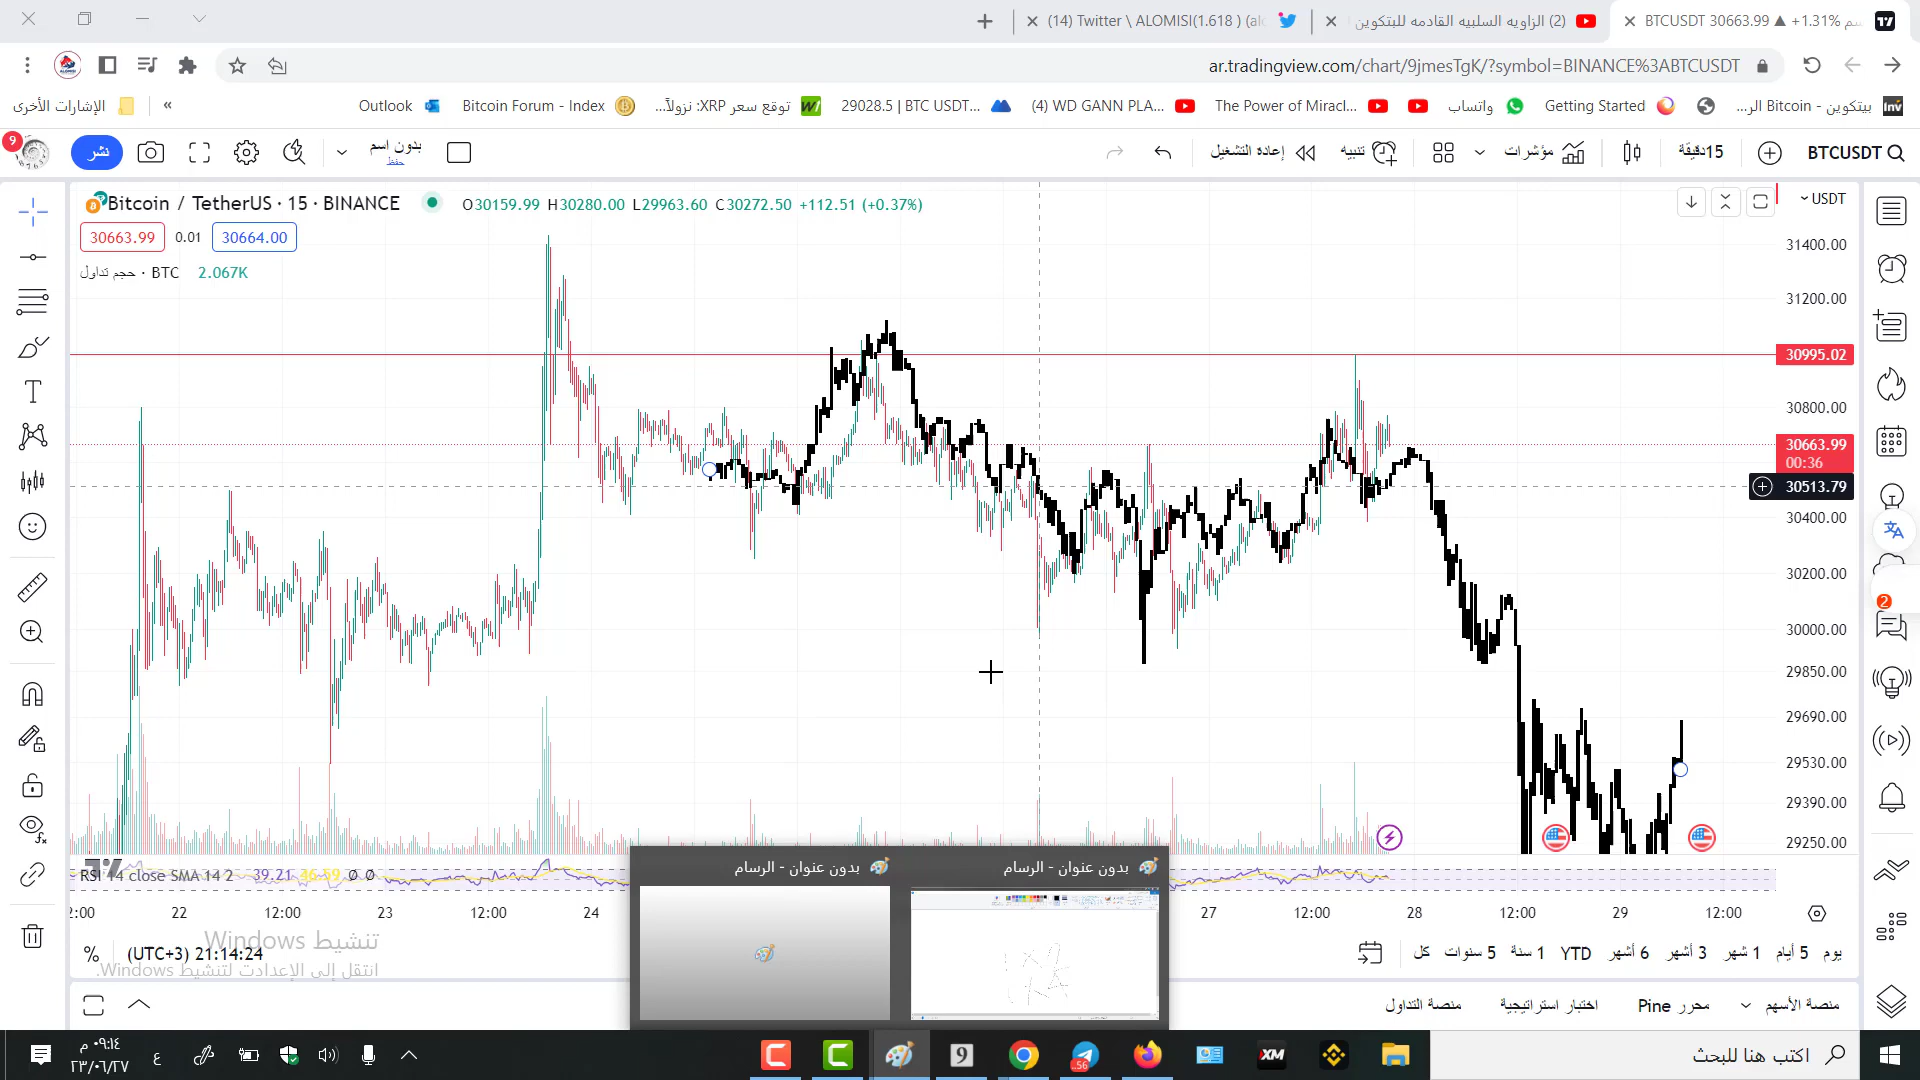 (14) Twitter \ ALOMISI(1.618 ) (alo
(2) الزاويه السلبيه القادمه للبتكوين
BTCUSDT 30663.99 ▲ +1.31%
ar.tradingview.com/chart/9jmesTgK/?symbol=BINANCE%3ABTCUSDT
الإشارات الأخرى
«
Outlook
Bitcoin Forum - Index
توقع سعر XRP: نزولاً...
29028.5 | BTC USDT...
(4) WD GANN PLA...
The Power of Miracl...
واتساب
Getting Started
بيتكوين - Bitcoin الر...
9
نشر
بدون اسم
حفظ
إعادة التشغيل
تنبيه
مؤشرات
15دقيقة
BTCUSDT
Bitcoin / TetherUS · 15 · BINANCE
O30159.99 H30280.00 L29963.60 C30272.50 +112.51 (+0.37%)
USDT
30663.99
0.01
30664.00
حجم تداول · BTC 2.067K
31400.00
31200.00
30995.02
30800.00
30663.99
00:36
30513.79
30400.00
30200.00
2
30000.00
29850.00
29690.00
29530.00
29390.00
29250.00
بدون عنوان - الرسام
بدون عنوان - الرسام
RSI 14 close SMA 14 2 39.21 46.59 Ø Ø
2:00
22
12:00
23
12:00
24
27
12:00
28
12:00
29
12:00
تنشيط Windows
انتقل إلى الإعدادت لتنشيط Windows.
%
(UTC+3) 21:14:24
كل
5 سنوات
1 سنة
YTD
6 أشهر
3 أشهر
1 شهر
5 أيام
يوم
منصة التداول
اختبار استراتيجية
محرر Pine
منصة الأسهم
٠٩:١٤ م
٢٣/٠٦/٢٧
ع
9
56
XM
اكتب هنا للبحث